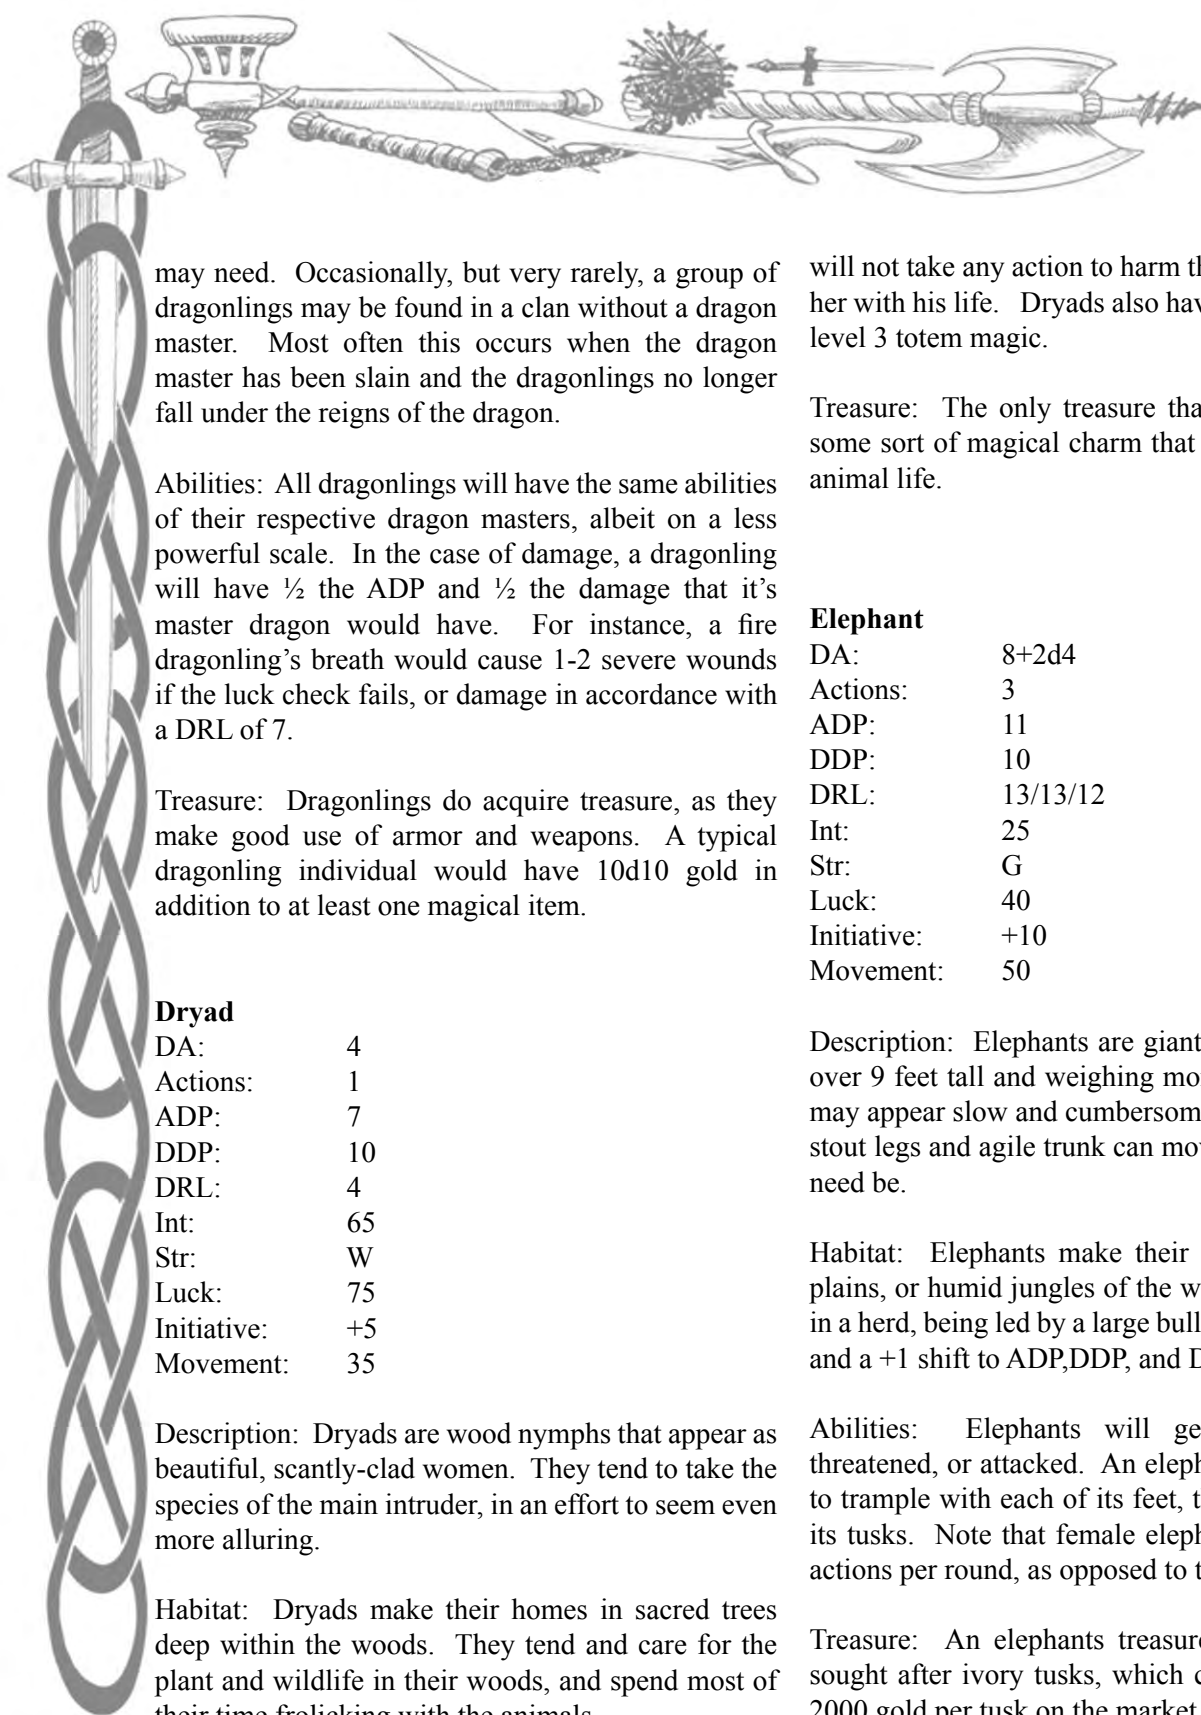 may need. Occasionally, but very rarely, a group of
dragonlings may be found in a clan without a dragon
master. Most often this occurs when the dragon
master has been slain and the dragonlings no longer
fall under the reigns of the dragon.
Abilities: All dragonlings will have the same abilities
of their respective dragon masters, albeit on a less
powerful scale. In the case of damage, a dragonling
will have ½ the ADP and ½ the damage that it's
master dragon would have. For instance, a fire
dragonling's breath would cause 1-2 severe wounds
if the luck check fails, or damage in accordance with
a DRL of 7.
Treasure: Dragonlings do acquire treasure, as they
make good use of armor and weapons. A typical
dragonling individual would have 10d10 gold in
addition to at least one magical item.
Dryad
DA: 4
Actions: 1
ADP: 7
DDP: 10
DRL: 4
Int: 65
Str: W
Luck: 75
Initiative: +5
Movement: 35
Description: Dryads are wood nymphs that appear as
beautiful, scantly-clad women. They tend to take the
species of the main intruder, in an effort to seem even
more alluring.
Habitat: Dryads make their homes in sacred trees
deep within the woods. They tend and care for the
plant and wildlife in their woods, and spend most of
their time frolicking with the animals.
will not take any action to harm
her with his life. Dryads also
level 3 totem magic.
Treasure: The only treasure
some sort of magical charm that
animal life.
Elephant
DA: 8+2d4
Actions: 3
ADP: 11
DDP: 10
DRL: 13/13/12
Int: 25
Str: G
Luck: 40
Initiative: +10
Movement: 50
Description: Elephants are giant
over 9 feet tall and weighing
may appear slow and
stout legs and agile trunk can
need be.
Habitat: Elephants make their
plains, or humid jungles of the
in a herd, being led by a large bull
and a +1 shift to ADP,DDP, and
Abilities: Elephants will
threatened, or attacked. An
to trample with each of its feet,
its tusks. Note that female
actions per round, as opposed to
Treasure: An elephants
sought after ivory tusks, which
2000 gold per tusk on the market